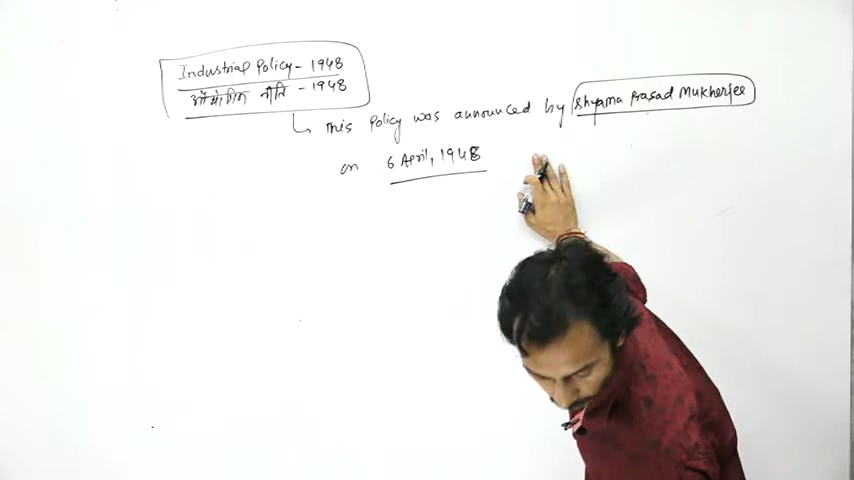 Industrial Policy - 1948
औद्योगिक नीति - 1948
This Policy was announced by Shyama Prasad Mukherjee
on 6 April, 1948